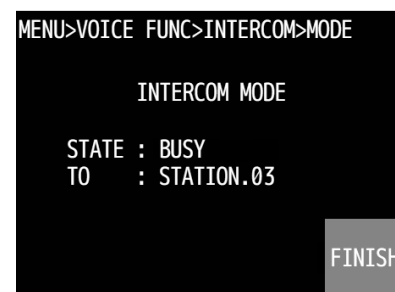 MENU>VOICE FUNC>INTERCOM>MODE
INTERCOM MODE
STATE : BUSY
TO : STATION.03
FINISH